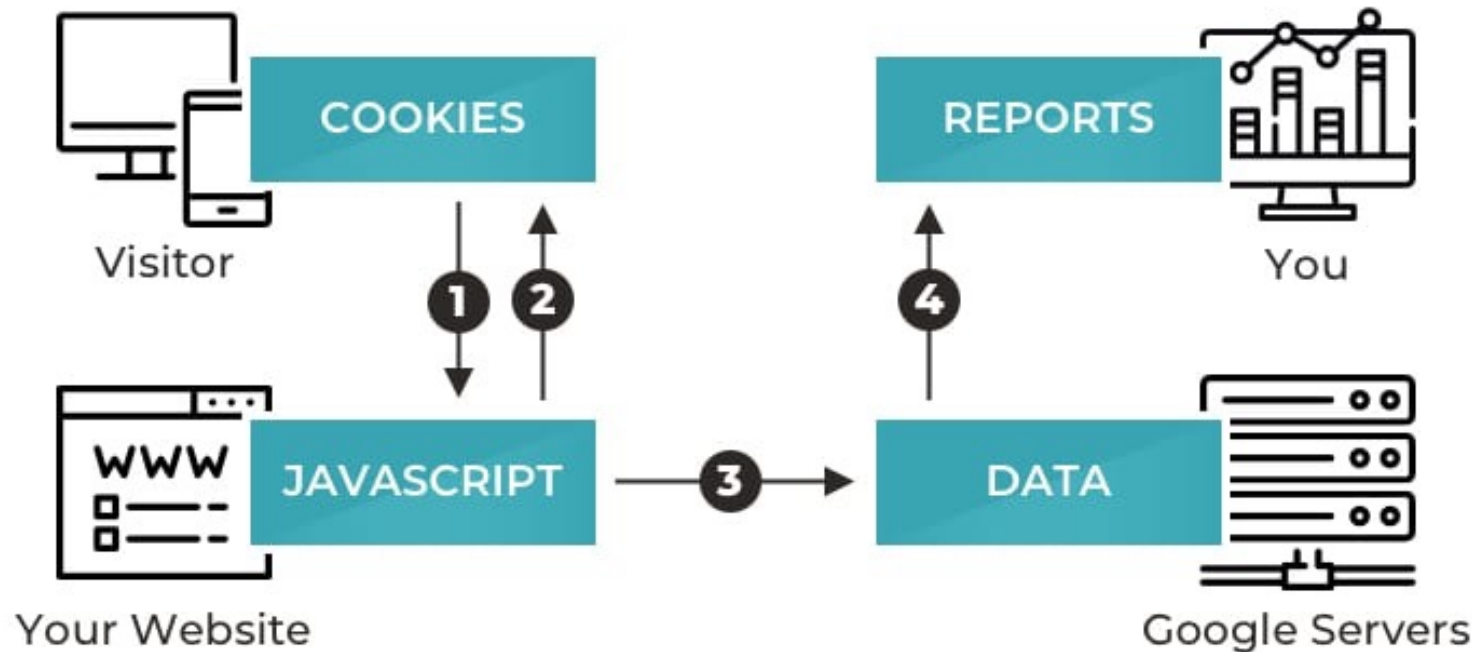 COOKIES
REPORTS
Visitor
You
1
2
4
WWW
JAVASCRIPT
3
DATA
Your Website
Google Servers